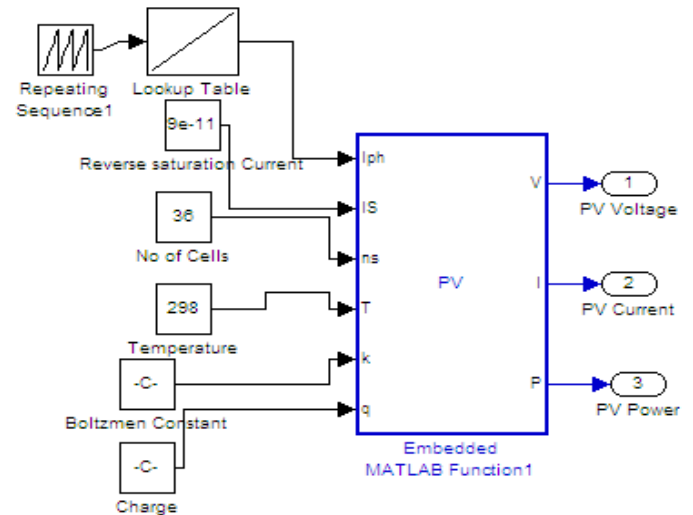 Repeating
Sequence1
Lookup Table
9e-11
Reverse saturation Current
36
No of Cells
298
Temperature
-C-
Boltzmen Constant
-C-
Charge
Iph
IS
ns
T
k
q
PV
V
I
P
Embedded
MATLAB Function1
1
PV Voltage
2
PV Current
3
PV Power